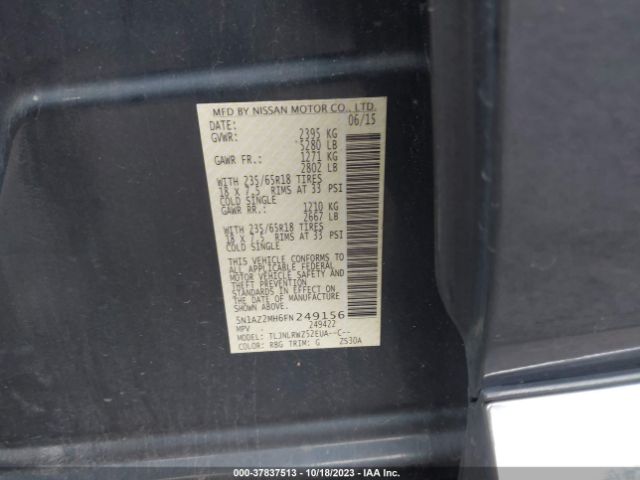 MFD BY NISSAN MOTOR CO., LTD.
DATE: 06/15
GVWR: 2395 KG
5280 LB
GAWR FR.: 1271 KG
2802 LB
WITH 235/65R18 TIRES
18 X 7.5 RIMS AT 33 PSI
COLD SINGLE
GAWR RR.: 1210 KG
2667 LB
WITH 235/65R18 TIRES
18 X 7.5 RIMS AT 33 PSI
COLD SINGLE
THIS VEHICLE CONFORMS TO
ALL APPLICABLE FEDERAL
MOTOR VEHICLE SAFETY AND
THEFT PREVENTION
STANDARDS IN EFFECT ON THE
DATE OF MANUFACTURE
SHOWN ABOVE.
5N1AZ2MH6FN249156
MPV 249422
MODEL: TLJNLRWZ52EUA--C--
COLOR: RBG TRIM: G Z530A
000-37837513 - 10/18/2023 - IAA Inc.